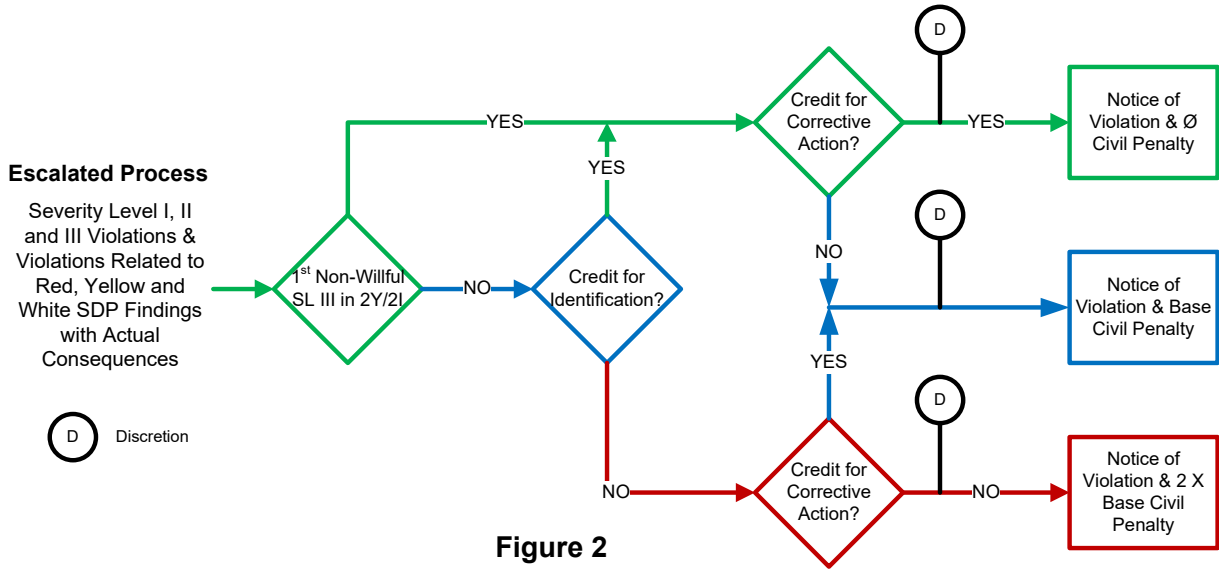 Escalated Process
Severity Level I, II
and III Violations &
Violations Related to
Red, Yellow and
White SDP Findings
with Actual
Consequences
D
Discretion
1st Non-Willful
SL III in 2Y/2I
YES
NO
Credit for
Identification?
YES
NO
Credit for
Corrective
Action?
D
YES
Notice of
Violation & Ø
Civil Penalty
NO
D
Notice of
Violation & Base
Civil Penalty
YES
Credit for
Corrective
Action?
D
NO
Notice of
Violation & 2 X
Base Civil
Penalty
Figure 2